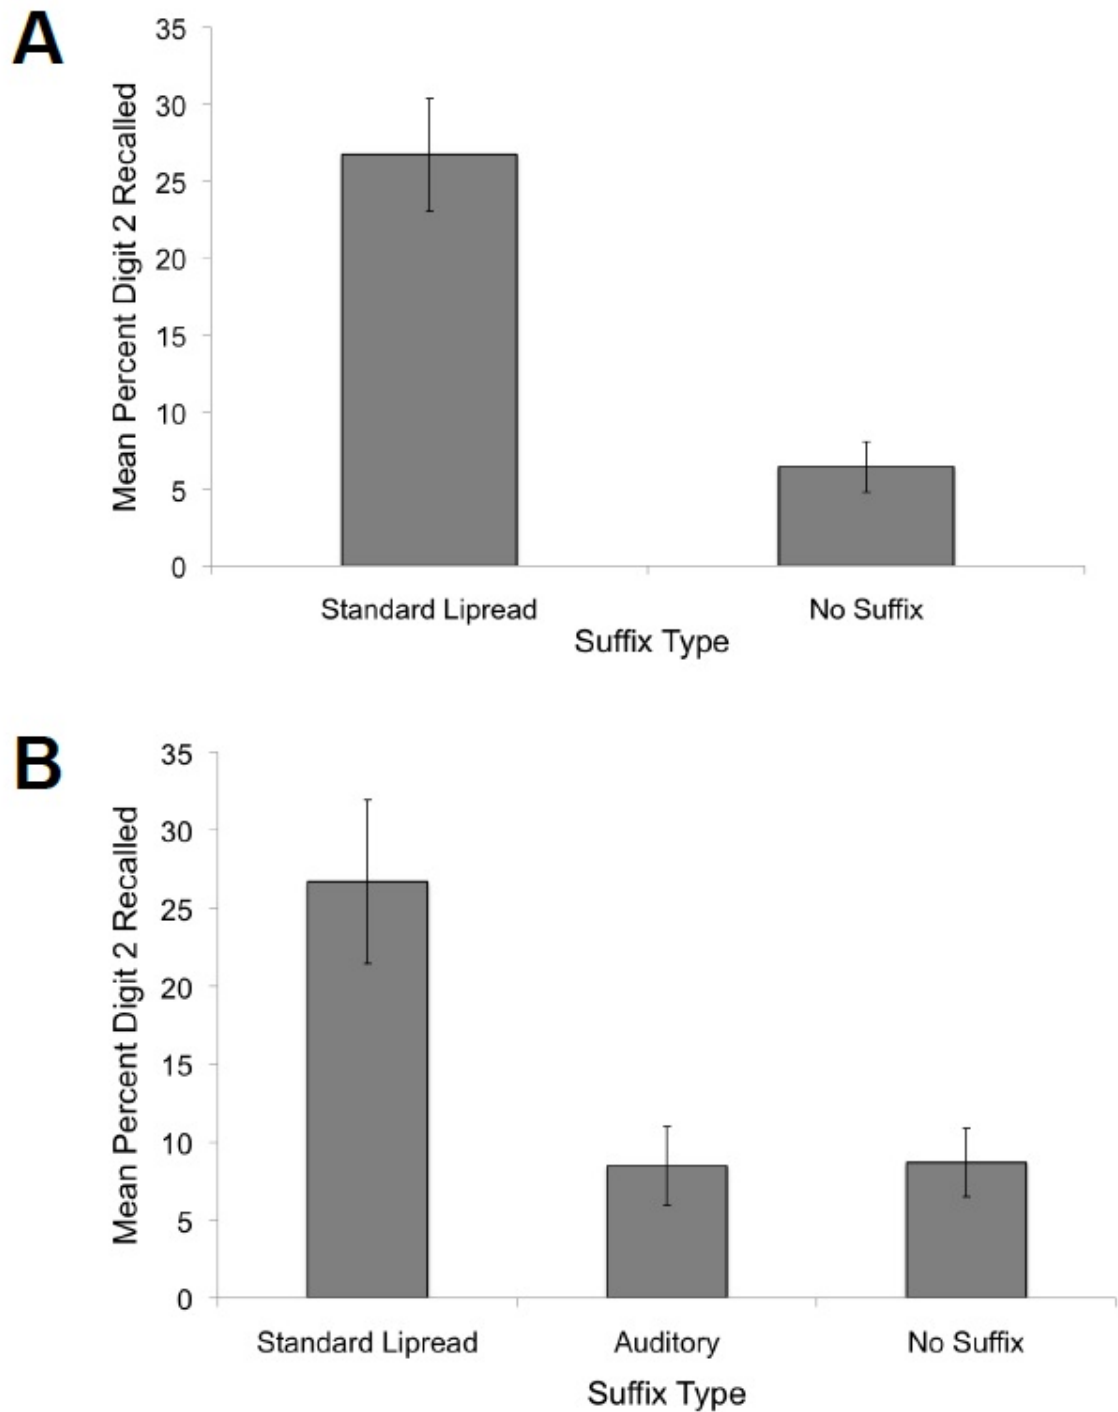 A
Mean Percent Digit 2 Recalled
35
30
25
20
15
10
5
0
Standard Lipread No Suffix
Suffix Type
B
Mean Percent Digit 2 Recalled
35
30
25
20
15
10
5
0
Standard Lipread Auditory No Suffix
Suffix Type